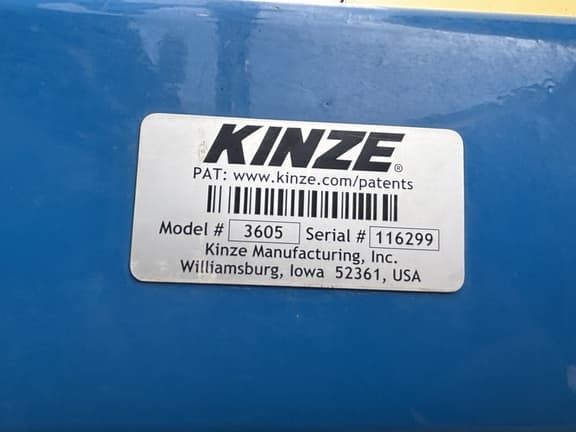 KINZE®
PAT: www.kinze.com/patents
Model # 3605 Serial # 116299
Kinze Manufacturing, Inc.
Williamsburg, Iowa 52361, USA